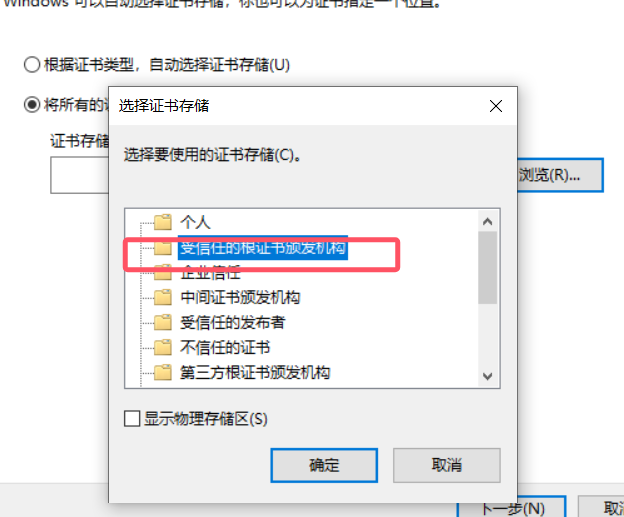 Windows 可以自动选择证书存储，你也可以为证书指定一个位置。
根据证书类型，自动选择证书存储(U)
将所有的
选择证书存储
证书存储
选择要使用的证书存储(C)。
浏览(R)...
个人
受信任的根证书颁发机构
企业信任
中间证书颁发机构
受信任的发布者
不信任的证书
第三方根证书颁发机构
显示物理存储区(S)
确定
取消
下一步(N)
取